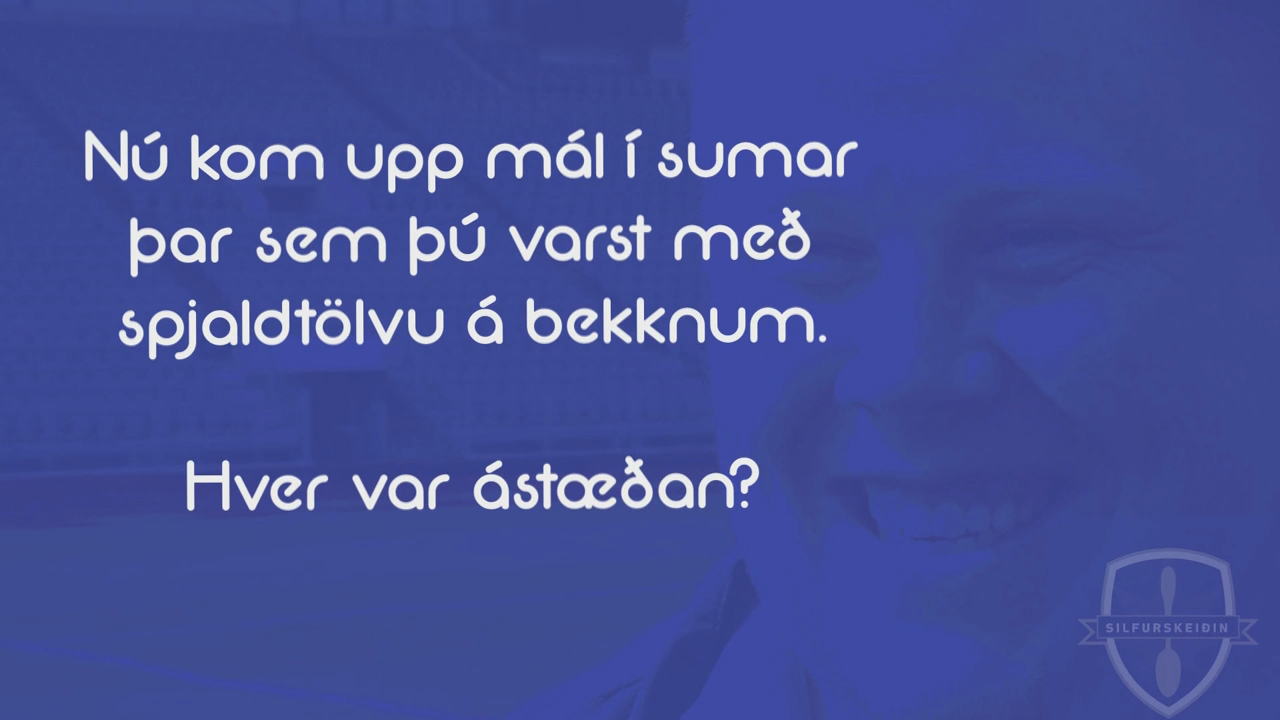 Nú kom upp mál í sumar
þar sem þú varst með
spjaldtölvu á bekknum.
Hver var ástæðan?
SILFURSKEIÐIN